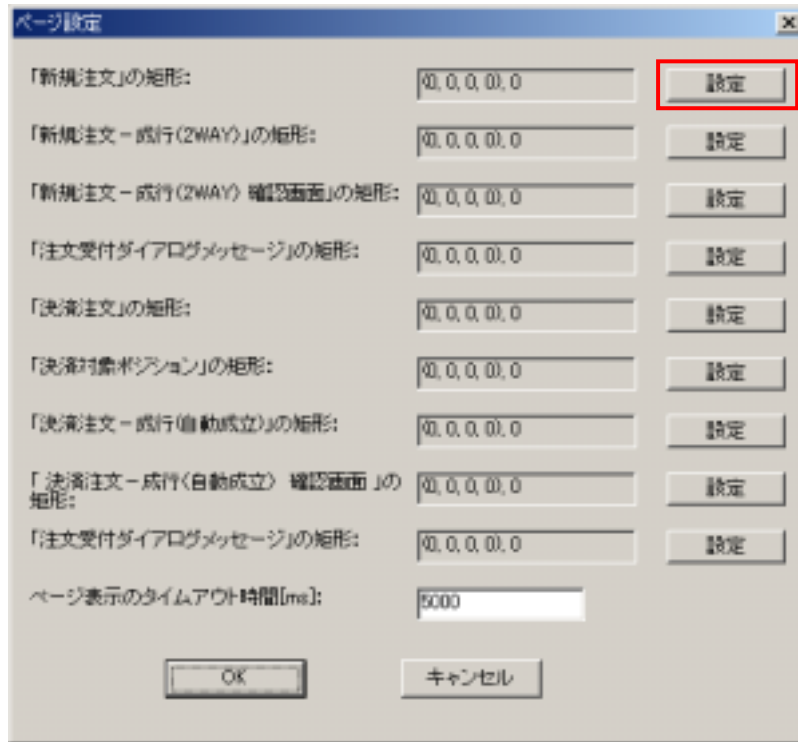 ページ設定
「新規注文」の矩形: (0, 0, 0, 0), 0 設定
「新規注文－成行(2WAY)」の矩形: (0, 0, 0, 0), 0 設定
「新規注文－成行(2WAY) 確認画面」の矩形: (0, 0, 0, 0), 0 設定
「注文受付ダイアログメッセージ」の矩形: (0, 0, 0, 0), 0 設定
「決済注文」の矩形: (0, 0, 0, 0), 0 設定
「決済対象ポジション」の矩形: (0, 0, 0, 0), 0 設定
「決済注文－成行(自動成立)」の矩形: (0, 0, 0, 0), 0 設定
「 決済注文－成行(自動成立) 確認画面 」の
矩形: (0, 0, 0, 0), 0 設定
「注文受付ダイアログメッセージ」の矩形: (0, 0, 0, 0), 0 設定
ページ表示のタイムアウト時間[ms]: 5000
OK キャンセル